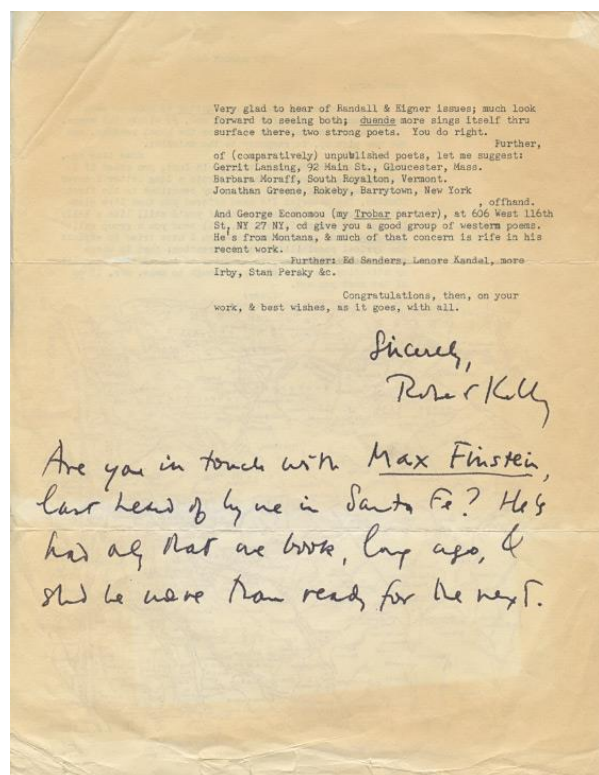 Very glad to hear of Randall & Eigner issues; much look
forward to seeing both; duende more sings itself thru
surface there, two strong poets. You do right.
Further,
of (comparatively) unpublished poets, let me suggest:
Gerrit Lansing, 92 Main St., Gloucester, Mass.
Barbara Moraff, South Royalton, Vermont.
Jonathan Greene, Rokeby, Barrytown, New York
, offhand.
And George Economou (my Trobar partner), at 606 West 116th
St, NY 27 NY, cd give you a good group of western poems.
He's from Montana, & much of that concern is rife in his
recent work.
Further: Ed Sanders, Lenore Kandel, more
Irby, Stan Persky &c.
Congratulations, then, on your
work, & best wishes, as it goes, with all.
Sincerely,
Robert Kelly
Are you in touch with Max Finstein,
last heard of by me in Santa Fe? He's
had only that one book, long ago, &
shd be more than ready for the next.